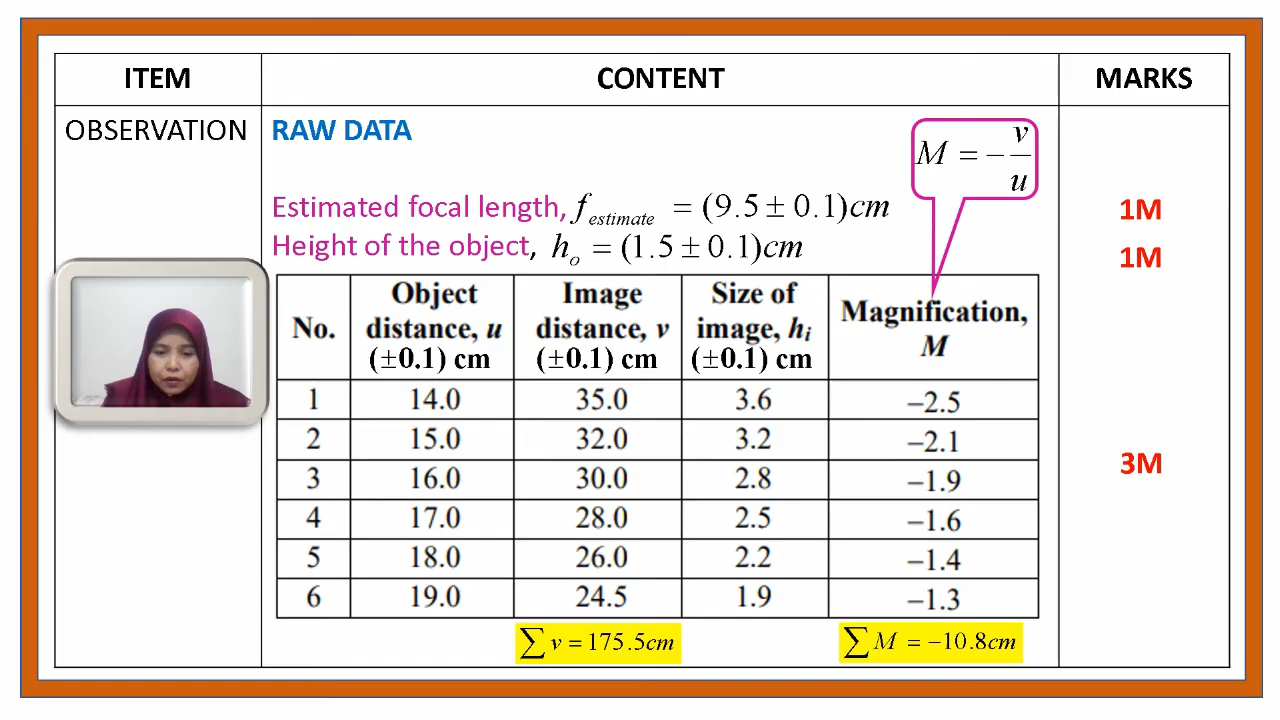 ITEM CONTENT MARKS
OBSERVATION RAW DATA
M = −v/u
Estimated focal length, f estimate = (9.5 ± 0.1)cm 1M
Height of the object, hₒ = (1.5 ± 0.1)cm 1M
No. Object distance, u (±0.1) cm Image distance, v (±0.1) cm Size of image, hᵢ (±0.1) cm Magnification, M
1 14.0 35.0 3.6 −2.5
2 15.0 32.0 3.2 −2.1
3 16.0 30.0 2.8 −1.9
3M
4 17.0 28.0 2.5 −1.6
5 18.0 26.0 2.2 −1.4
6 19.0 24.5 1.9 −1.3
∑ v = 175.5cm ∑ M = −10.8cm